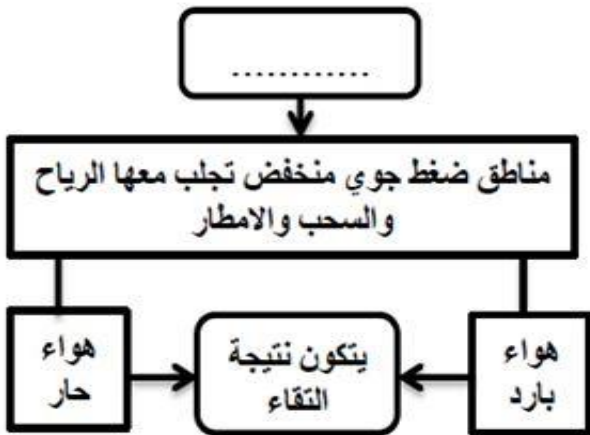 ............
مناطق ضغط جوي منخفض تجلب معها الرياح
والسحب والامطار
هواء
بارد
يتكون نتيجة
التقاء
هواء
حار